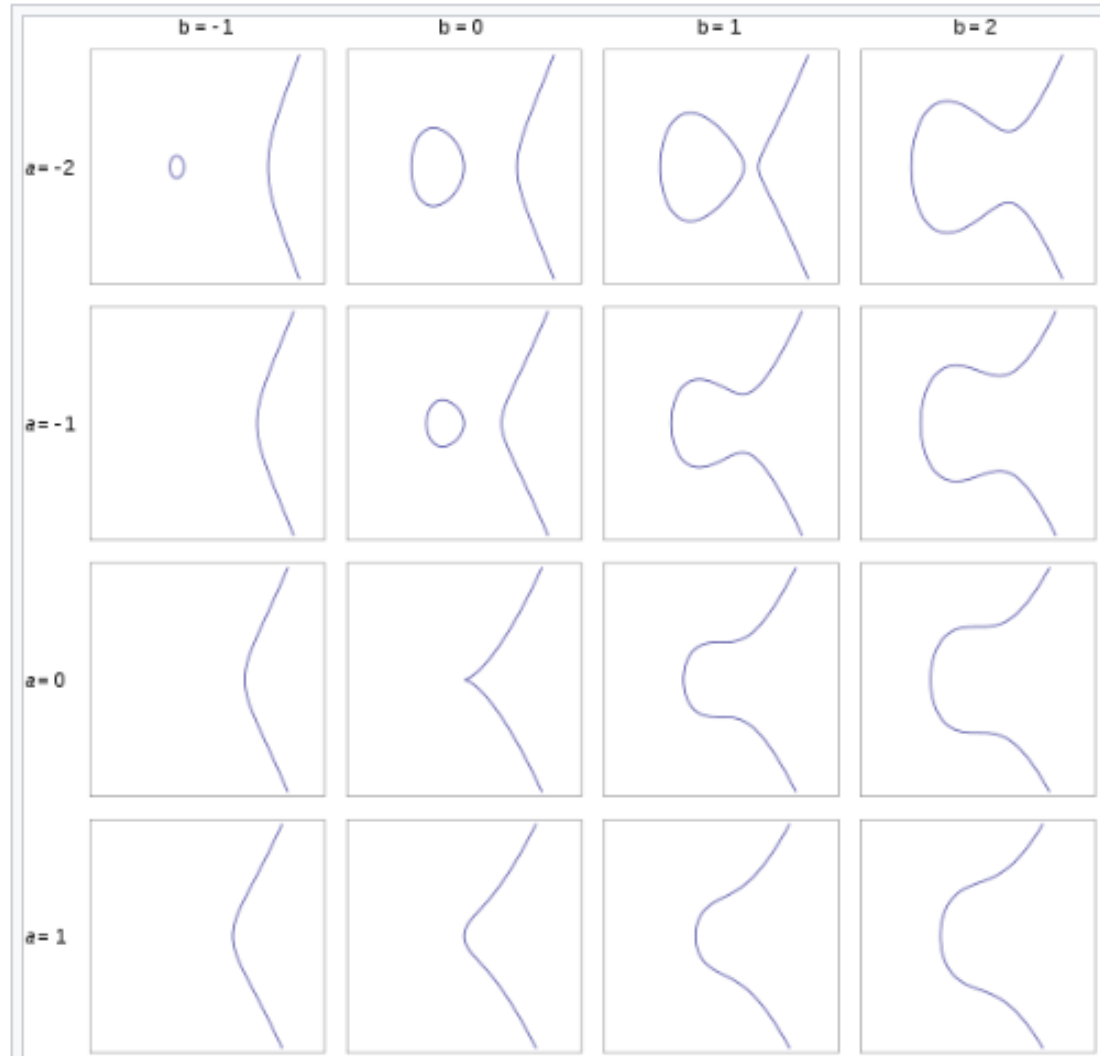 b = -1 b = 0 b = 1 b = 2
a = -2
a = -1
a = 0
a = 1